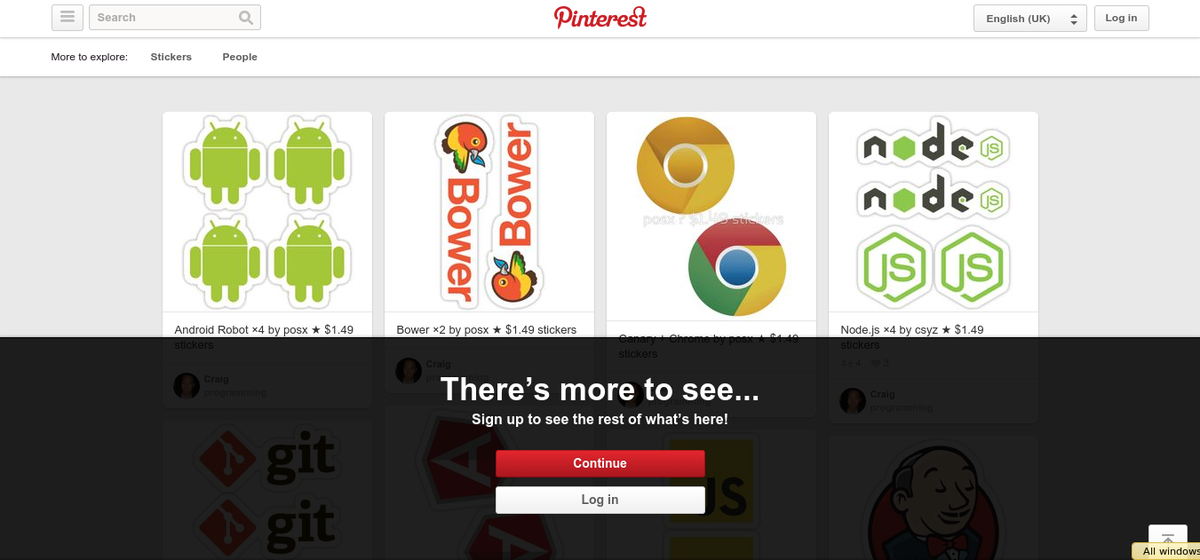 Search
Pinterest
English (UK)
Log in
More to explore:
Stickers
People
Bower
Bower
posx r $1.49 stickers
node
JS
node
JS
JS
JS
Android Robot ×4 by posx ★ $1.49
stickers
Bower ×2 by posx ★ $1.49 stickers
Canary + Chrome by posx ★ $1.49
stickers
Node.js ×4 by csyz ★ $1.49
stickers
Craig
programming
Craig
Craig
programming
There's more to see...
Sign up to see the rest of what's here!
Continue
Log in
git
git
JS
All windows